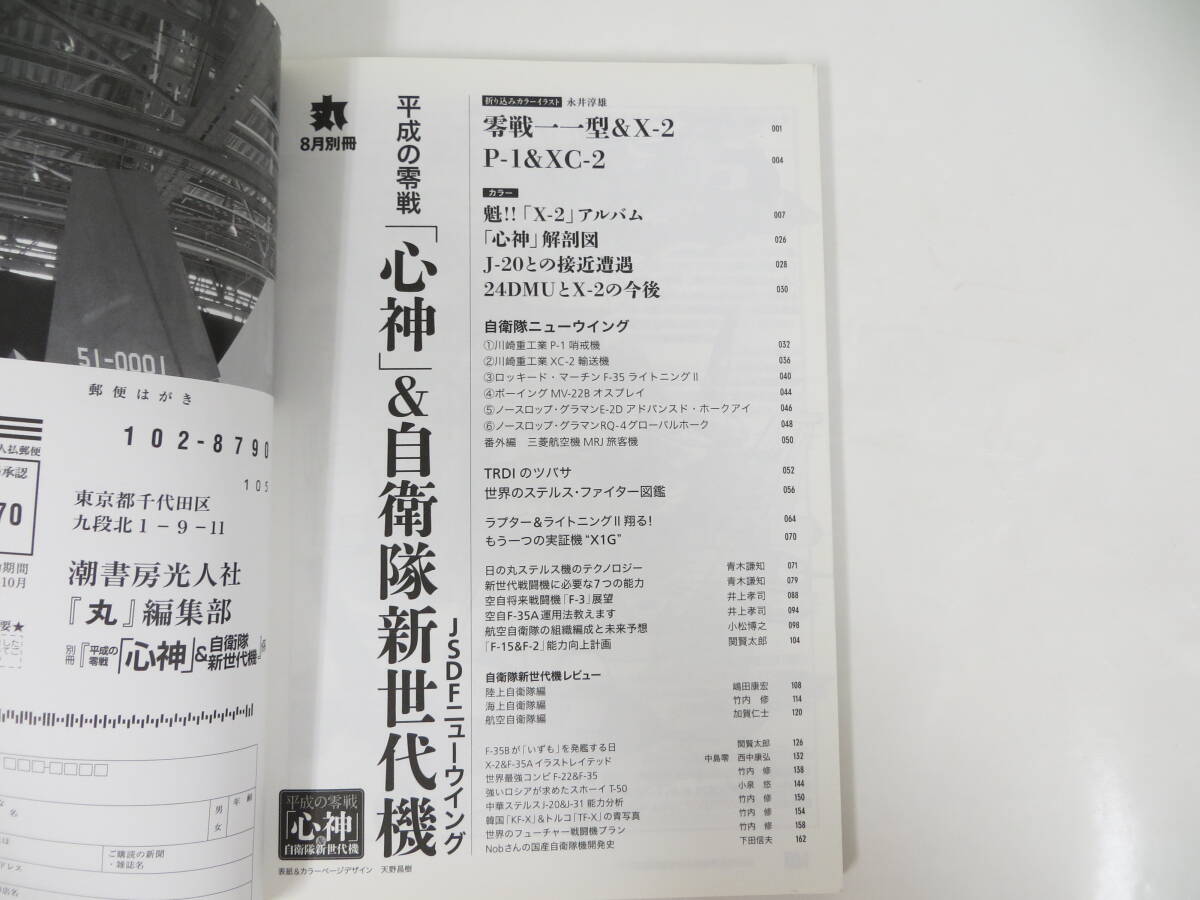 51-0001
郵便はがき
102-8790
105
人払郵便
承認
70
期間
10月
東京都千代田区
九段北1-9-11
潮書房光人社
『丸』編集部
別冊『平成の零戦「心神」&自衛隊新世代機』
要★
年齢
男
女
名
ご購読の新聞
・雑誌名
ドレス
丸
8月別冊
平成の零戦
「心神」&自衛隊新世代機
JSDFニューウイング
平成の零戦
「心神」&
自衛隊新世代機
表紙&カラーページデザイン 天野昌樹
折り込みカラーイラスト 永井淳雄
零戦一一型&X-2 001
P-1&XC-2 004
カラー
魁!!「X-2」アルバム 007
「心神」解剖図 026
J-20との接近遭遇 028
24DMUとX-2の今後 030
自衛隊ニューウイング
①川崎重工業 P-1 哨戒機 032
②川崎重工業 XC-2 輸送機 036
③ロッキード・マーチン F-35 ライトニングⅡ 040
④ボーイング MV-22B オスプレイ 044
⑤ノースロップ・グラマン E-2D アドバンスド・ホークアイ 046
⑥ノースロップ・グラマン RQ-4 グローバルホーク 048
番外編 三菱航空機 MRJ 旅客機 050
TRDIのツバサ 052
世界のステルス・ファイター図鑑 056
ラプター&ライトニングⅡ翔る! 064
もう一つの実証機“X1G” 070
日の丸ステルス機のテクノロジー 青木謙知 071
新世代戦闘機に必要な7つの能力 青木謙知 079
空自将来戦闘機「F-3」展望 井上孝司 088
空自F-35A運用法教えます 井上孝司 094
航空自衛隊の組織編成と未来予想 小松博之 098
「F-15&F-2」能力向上計画 関賢太郎 104
自衛隊新世代機レビュー
陸上自衛隊編 嶋田康宏 108
海上自衛隊編 竹内 修 114
航空自衛隊編 加賀仁士 120
F-35Bが「いずも」を発艦する日 関賢太郎 126
X-2&F-35Aイラストレイテッド 中島零 西中康弘 132
世界最強コンビF-22&F-35 竹内 修 138
強いロシアが求めたスホーイT-50 小泉 悠 144
中華ステルスJ-20&J-31能力分析 竹内 修 150
韓国「KF-X」&トルコ「TF-X」の青写真 竹内 修 154
世界のフューチャー戦闘機プラン 竹内 修 158
Nobさんの国産自衛隊機開発史 下田信夫 162